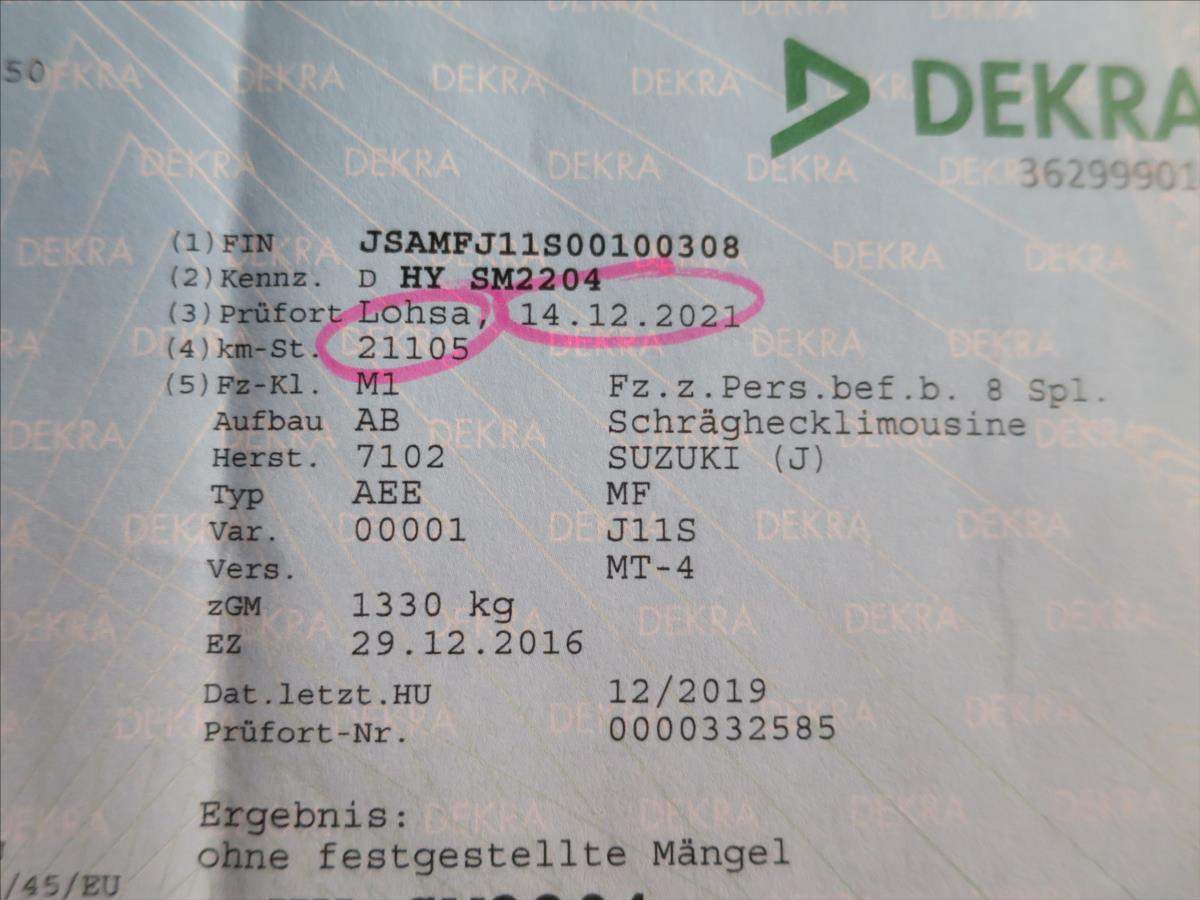 50
DEKRA
36299901
(1) FIN JSAMFJ11S00100308
(2) Kennz. D HY SM2204
(3) Prüfort Lohsa, 14.12.2021
(4) km-St. 21105
(5) Fz-Kl. M1 Fz.z.Pers.bef.b. 8 Spl.
Aufbau AB Schräghecklimousine
Herst. 7102 SUZUKI (J)
Typ AEE MF
Var. 00001 J11S
Vers. MT-4
zGM 1330 kg
EZ 29.12.2016
Dat.letzt.HU 12/2019
Prüfort-Nr. 0000332585
Ergebnis:
ohne festgestellte Mängel
/45/EU